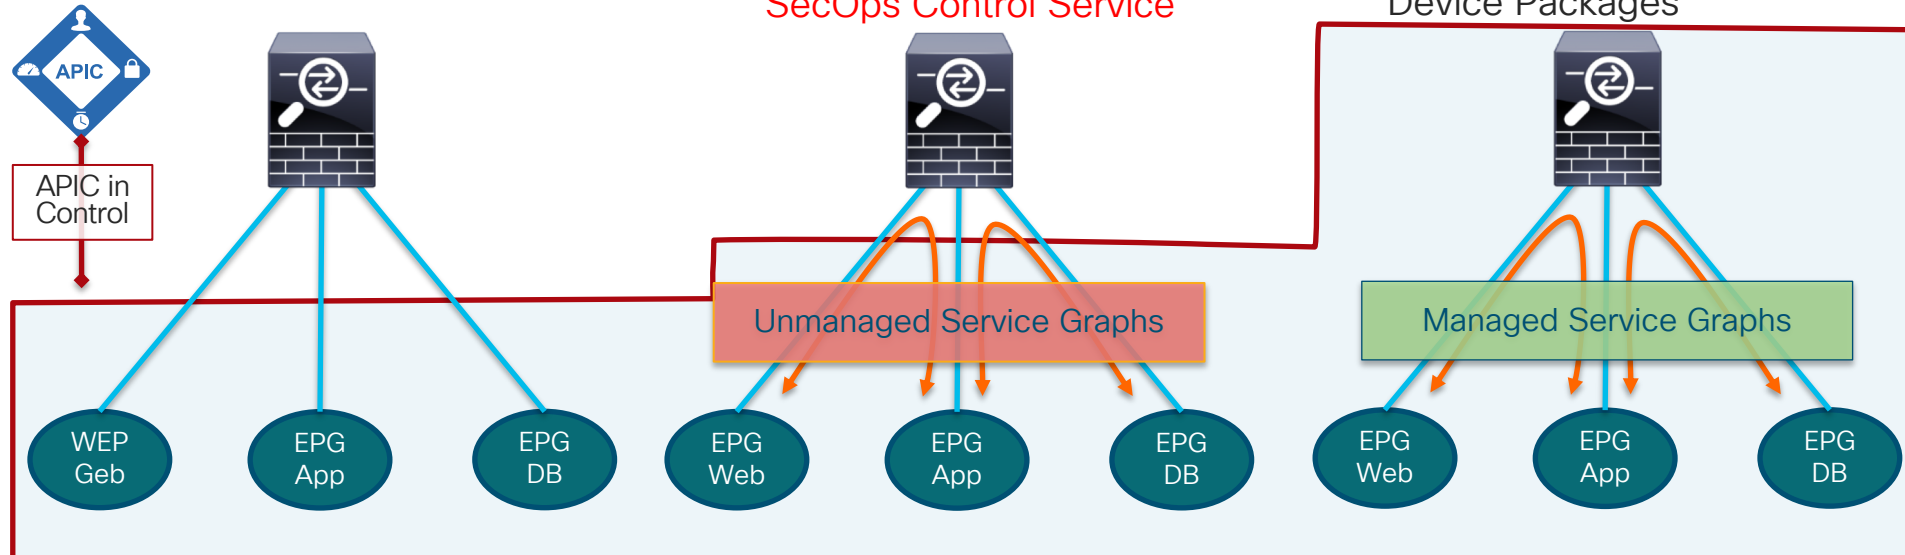 SecOps Control Service
Device Packages
APIC
APIC in
Control
Unmanaged Service Graphs
Managed Service Graphs
WEP
Geb
EPG
App
EPG
DB
EPG
Web
EPG
App
EPG
DB
EPG
Web
EPG
App
EPG
DB